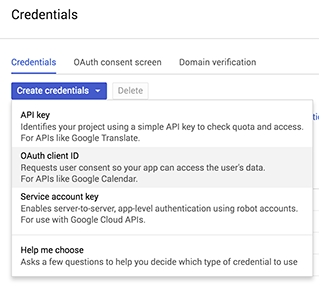 Credentials
Credentials OAuth consent screen Domain verification
Create credentials Delete
API key
Identifies your project using a simple API key to check quota and access.
For APIs like Google Translate.
OAuth client ID
Requests user consent so your app can access the user's data.
For APIs like Google Calendar.
Service account key
Enables server-to-server, app-level authentication using robot accounts.
For use with Google Cloud APIs.
Help me choose
Asks a few questions to help you decide which type of credential to use